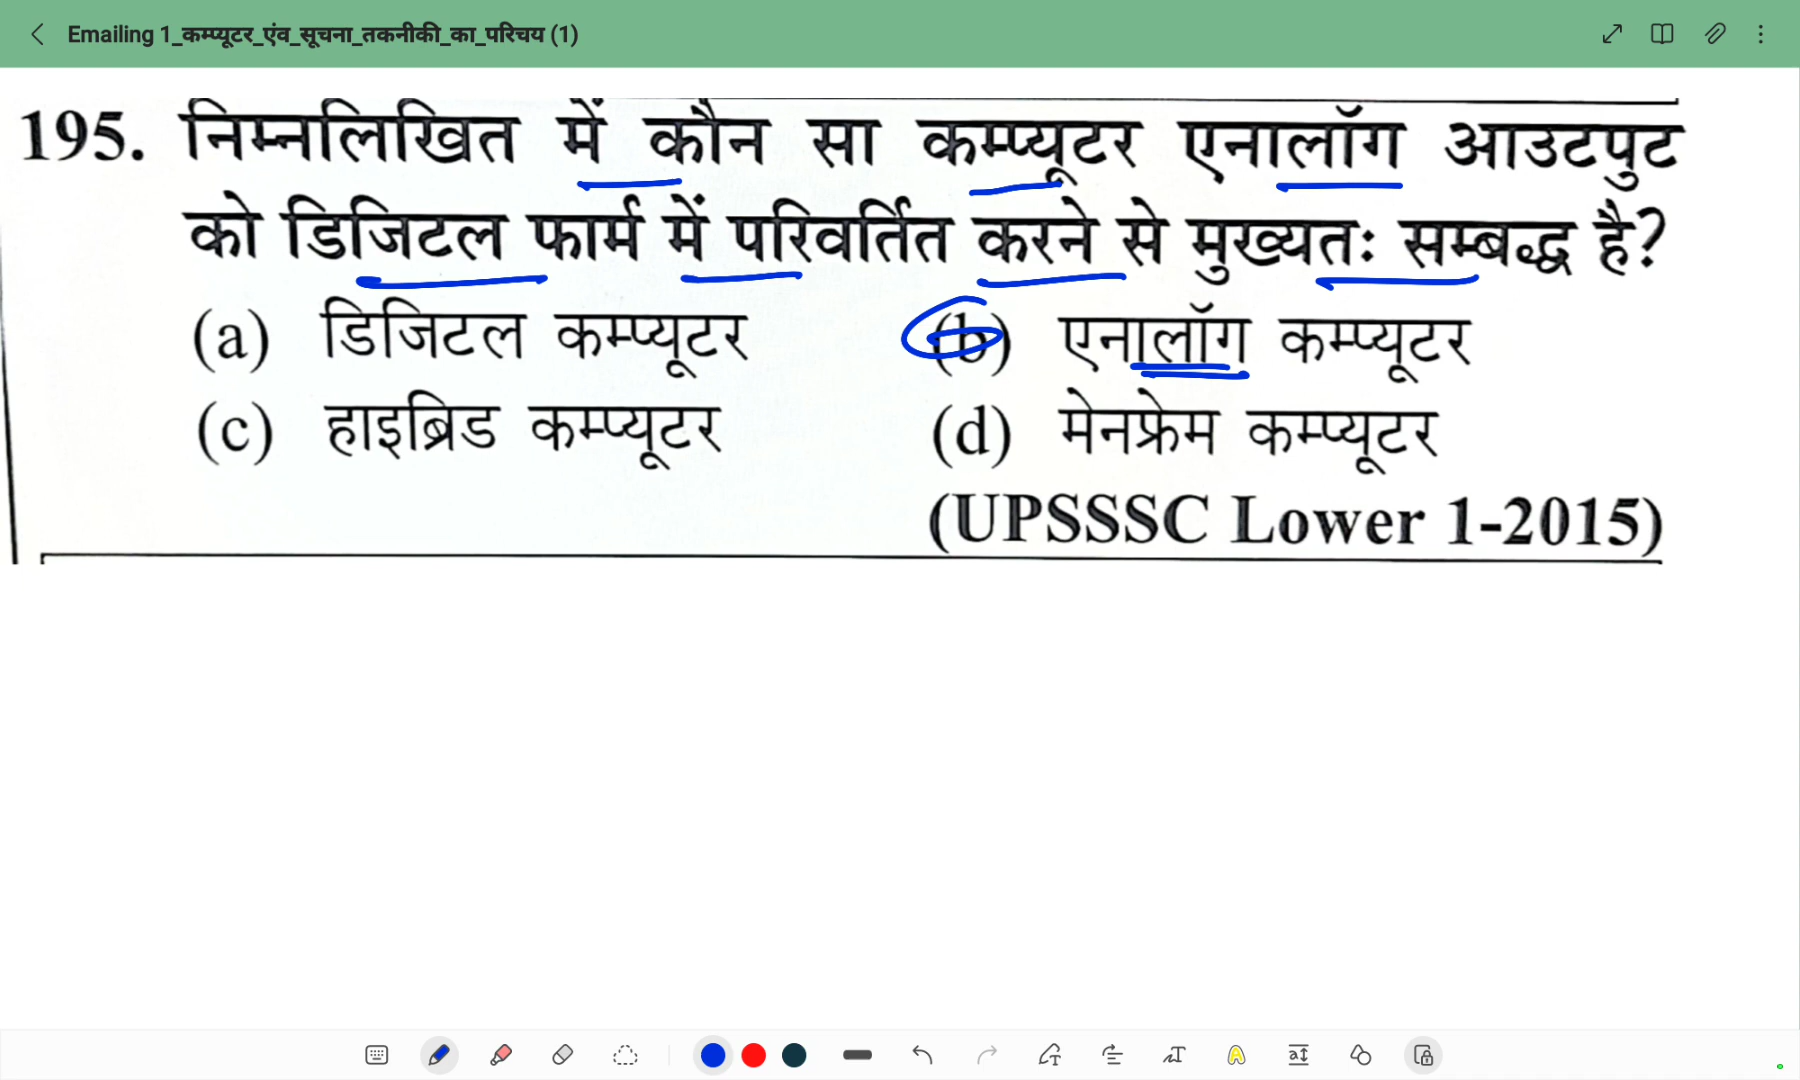 Emailing 1_कम्प्यूटर_एंव_सूचना_तकनीकी_का_परिचय (1)
195. निम्नलिखित में कौन सा कम्प्यूटर एनालॉग आउटपुट
को डिजिटल फार्म में परिवर्तित करने से मुख्यतः सम्बद्ध है?
(a) डिजिटल कम्प्यूटर (b) एनालॉग कम्प्यूटर
(c) हाइब्रिड कम्प्यूटर (d) मेनफ्रेम कम्प्यूटर
(UPSSSC Lower 1-2015)